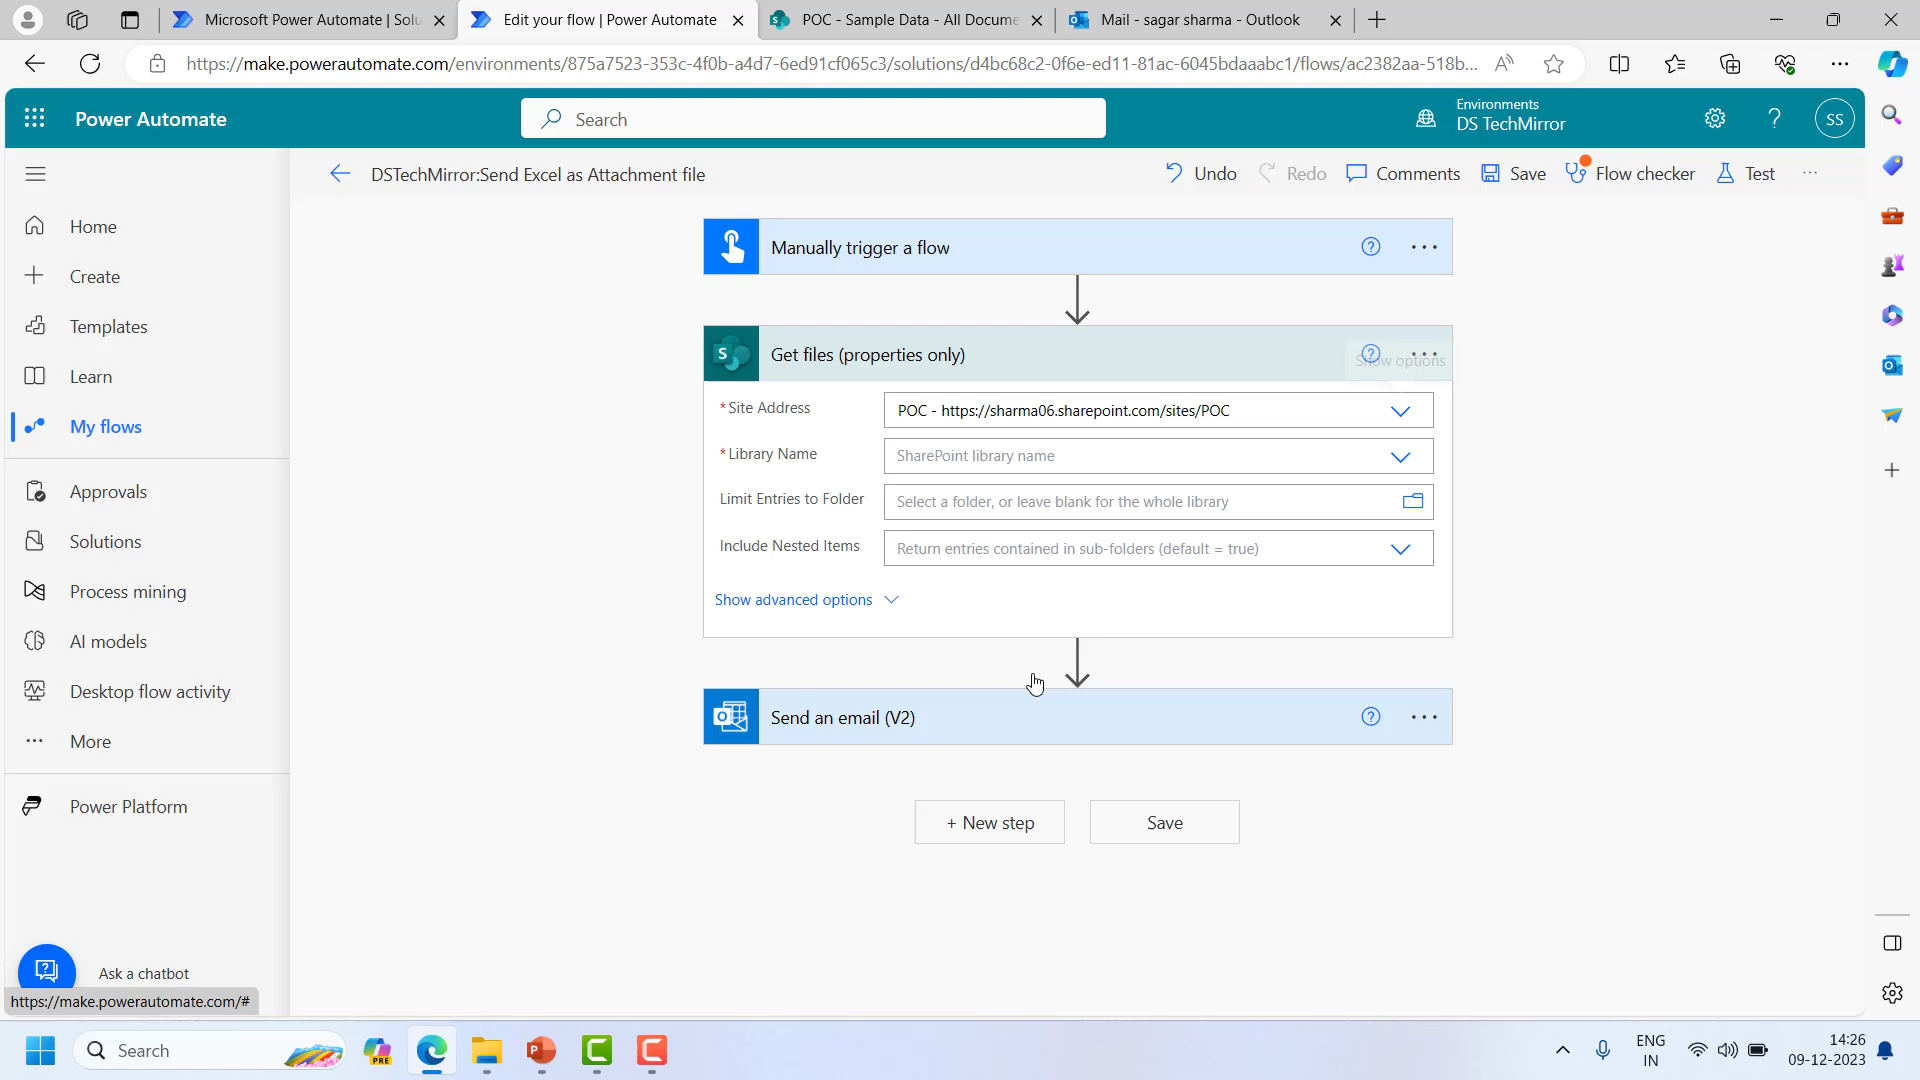 Microsoft Power Automate | Solu
Edit your flow | Power Automate
POC - Sample Data - All Docume
Mail - sagar sharma - Outlook
https://make.powerautomate.com/environments/875a7523-353c-4f0b-a4d7-6ed91cf065c3/solutions/d4bc68c2-0f6e-ed11-81ac-6045bdaaabc1/flows/ac2382aa-518b...
Power Automate
Search
Environments
DS TechMirror
SS
DSTechMirror:Send Excel as Attachment file
Undo
Redo
Comments
Save
Flow checker
Test
Home
Create
Templates
Learn
My flows
Approvals
Solutions
Process mining
AI models
Desktop flow activity
More
Power Platform
Ask a chatbot
https://make.powerautomate.com/#
Manually trigger a flow
Get files (properties only)
Show options
* Site Address
POC - https://sharma06.sharepoint.com/sites/POC
* Library Name
SharePoint library name
Limit Entries to Folder
Select a folder, or leave blank for the whole library
Include Nested Items
Return entries contained in sub-folders (default = true)
Show advanced options
Send an email (V2)
+ New step
Save
Search
PRE
ENG
IN
14:26
09-12-2023